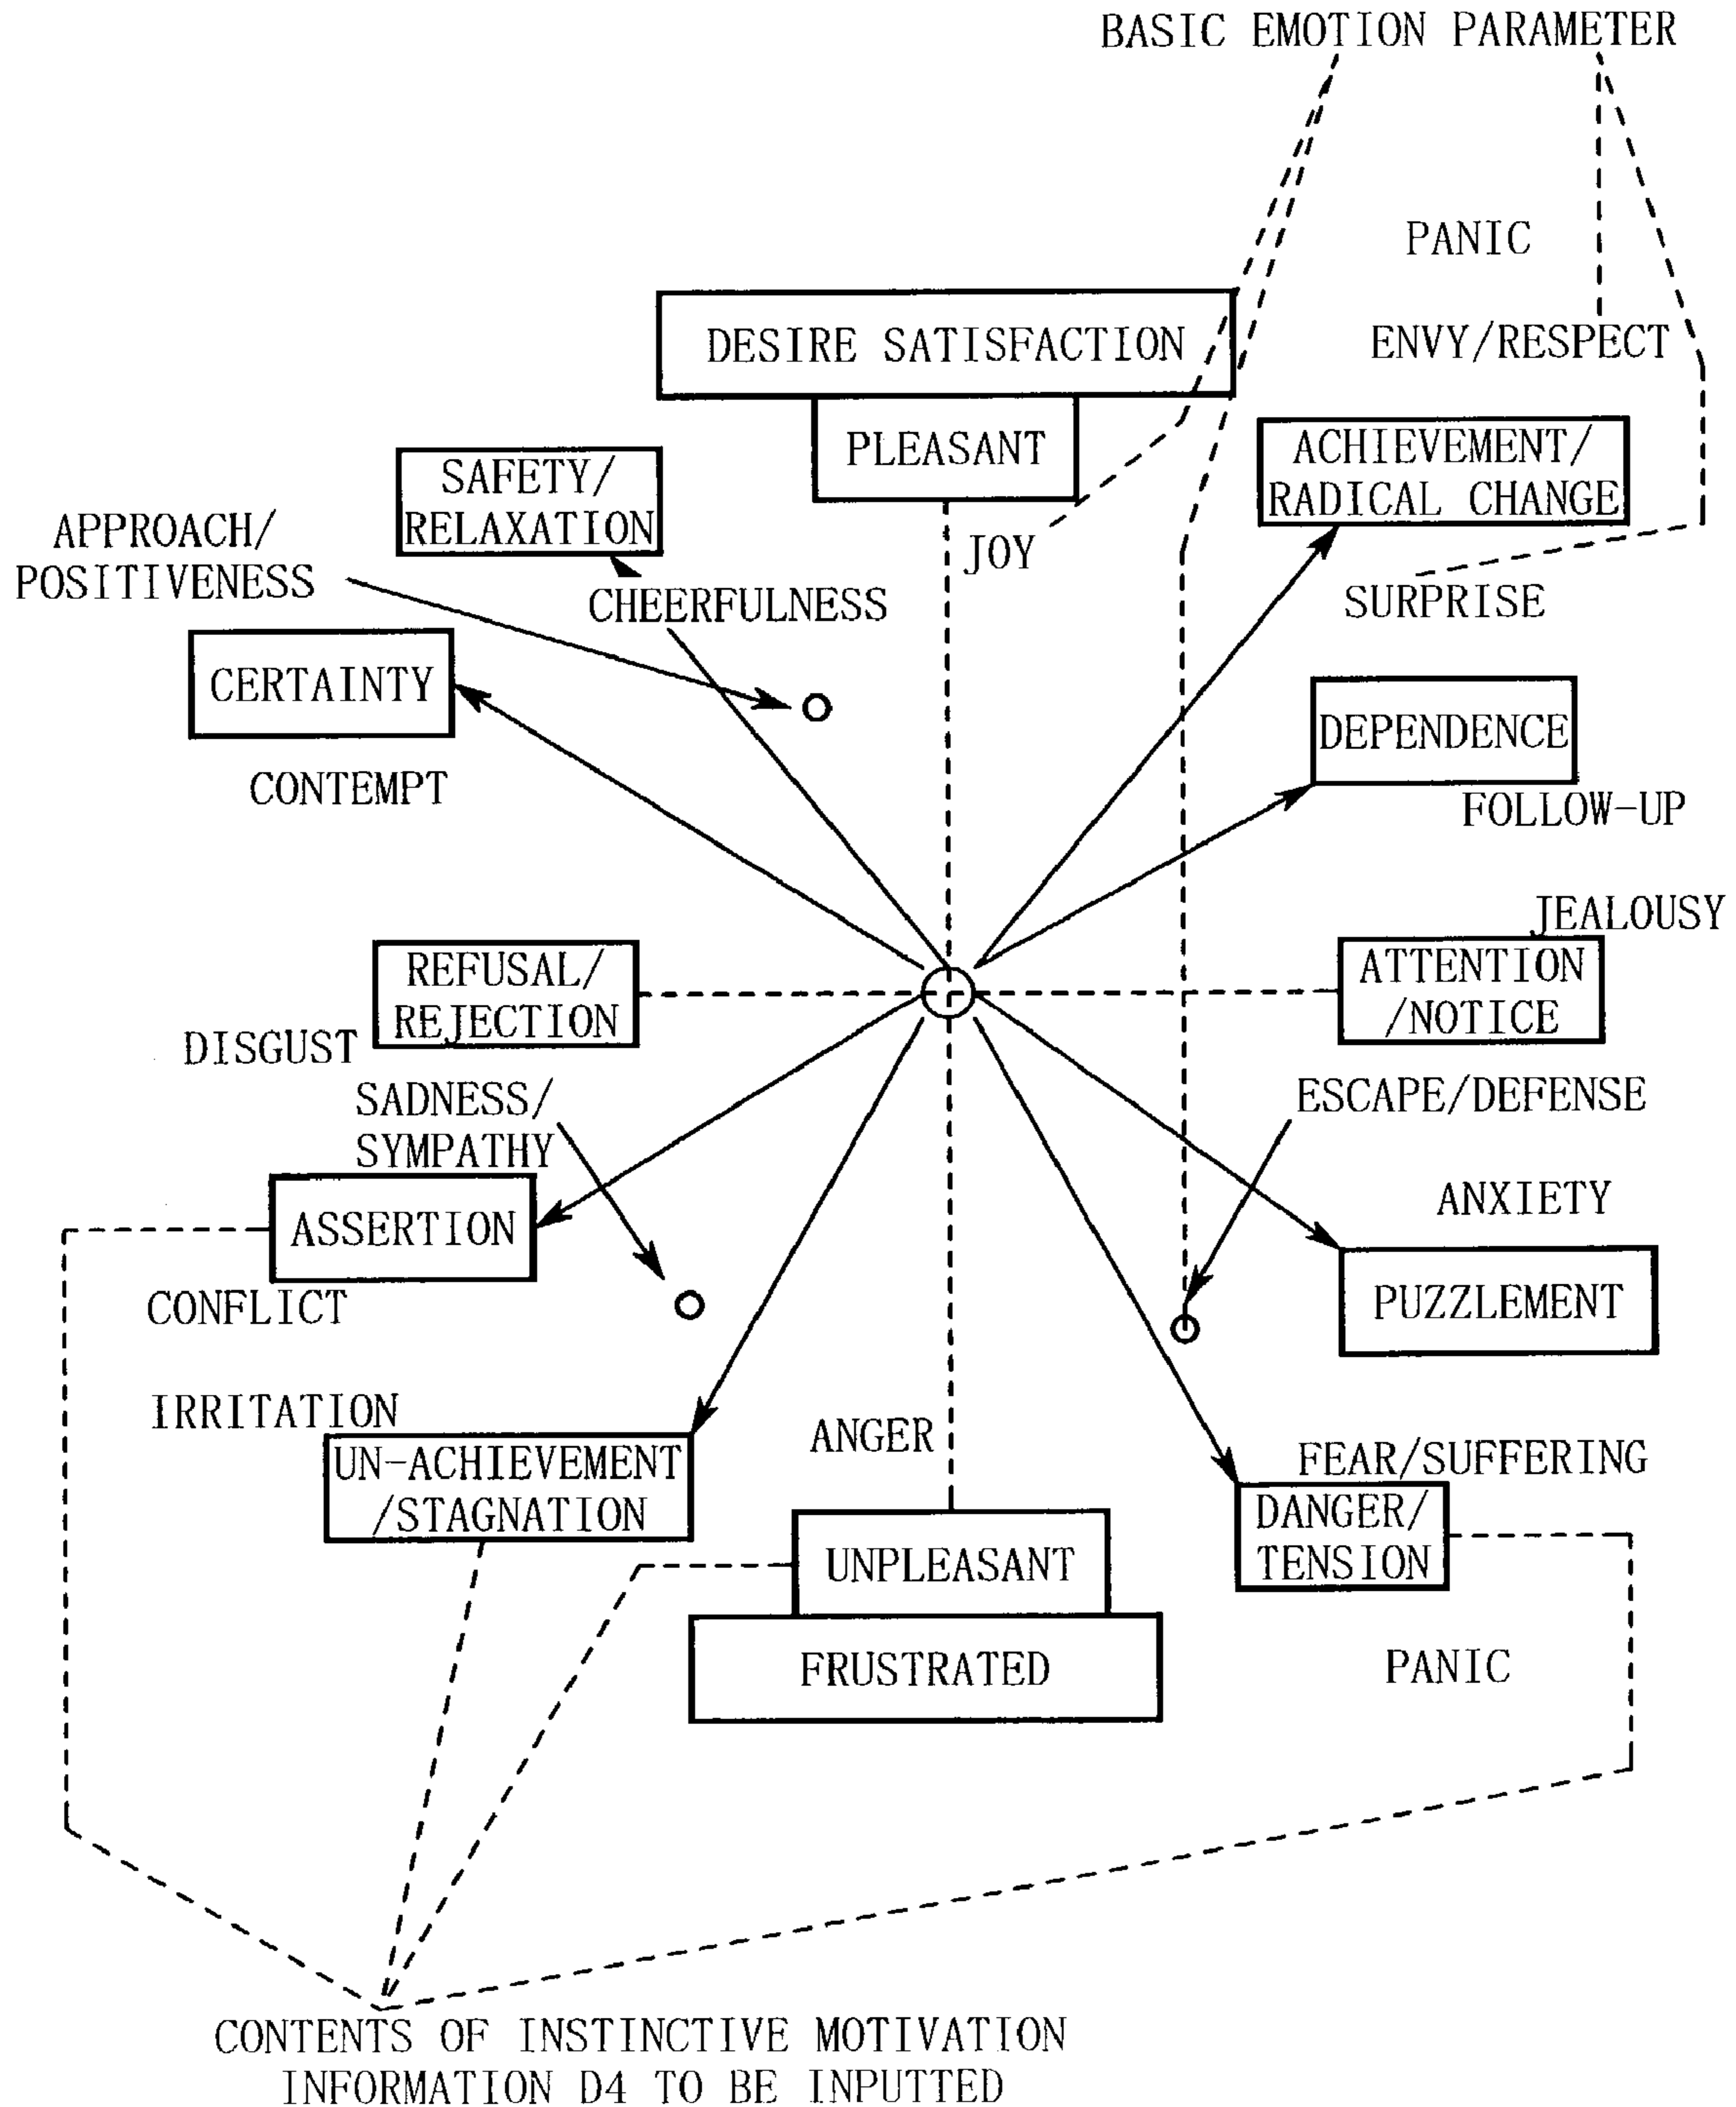 BASIC EMOTION PARAMETER
PANIC
DESIRE SATISFACTION
ENVY/RESPECT
PLEASANT
ACHIEVEMENT/
RADICAL CHANGE
SAFETY/
RELAXATION
APPROACH/
POSITIVENESS
JOY
CHEERFULNESS
SURPRISE
CERTAINTY
DEPENDENCE
CONTEMPT
FOLLOW-UP
JEALOUSY
REFUSAL/
REJECTION
ATTENTION
/NOTICE
DISGUST
SADNESS/
SYMPATHY
ESCAPE/DEFENSE
ASSERTION
ANXIETY
CONFLICT
PUZZLEMENT
IRRITATION
ANGER
UN-ACHIEVEMENT
/STAGNATION
FEAR/SUFFERING
DANGER/
TENSION
UNPLEASANT
FRUSTRATED
PANIC
CONTENTS OF INSTINCTIVE MOTIVATION
INFORMATION D4 TO BE INPUTTED